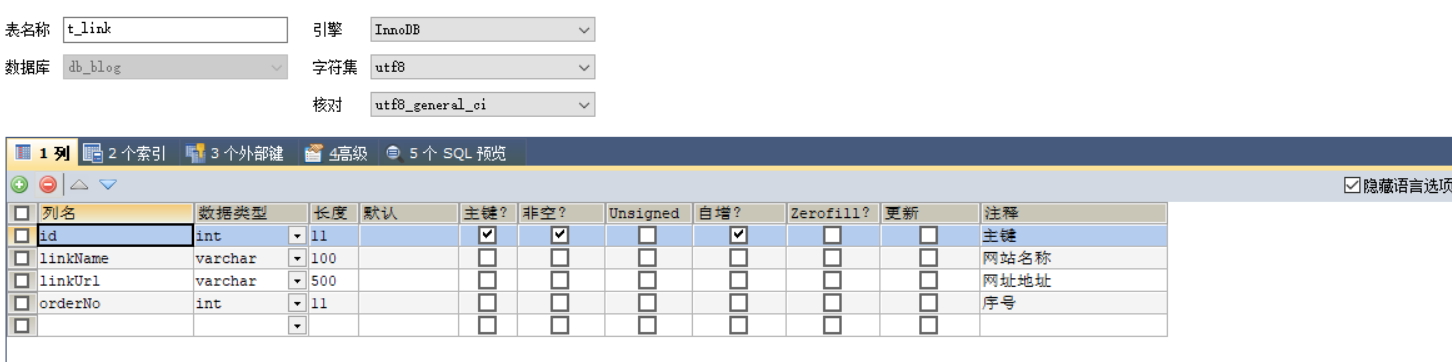 表名称 t_link 引擎 InnoDB
数据库 db_blog 字符集 utf8
核对 utf8_general_ci
1 列 2 个索引 3 个外部键 4高级 5 个 SQL 预览
隐藏语言选项
列名 数据类型 长度 默认 主键? 非空? Unsigned 自增? Zerofill? 更新 注释
id int 11 主键
linkName varchar 100 网站名称
linkUrl varchar 500 网址地址
orderNo int 11 序号